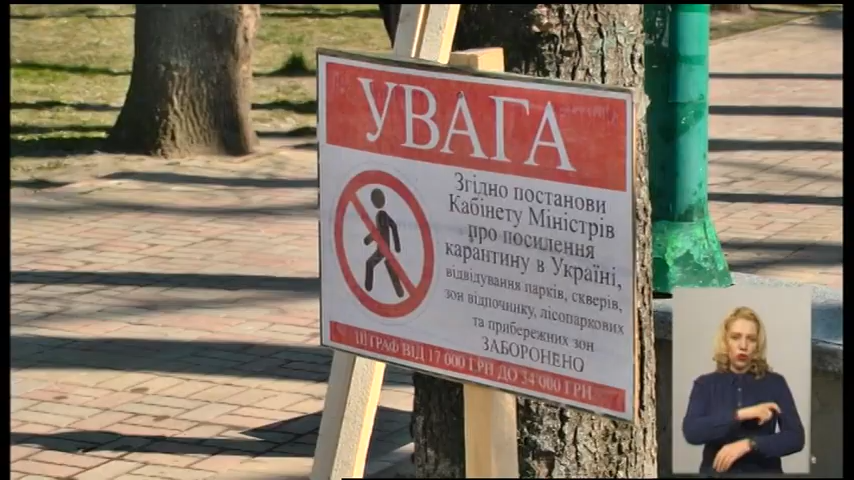 УВАГА
Згідно постанови
Кабінету Міністрів
про посилення
карантину в Україні,
відвідування парків, скверів,
зон відпочинку, лісопаркових
та прибережних зон
ЗАБОРОНЕНО
ШТРАФ ВІД 17 000 ГРН ДО 34 000 ГРН